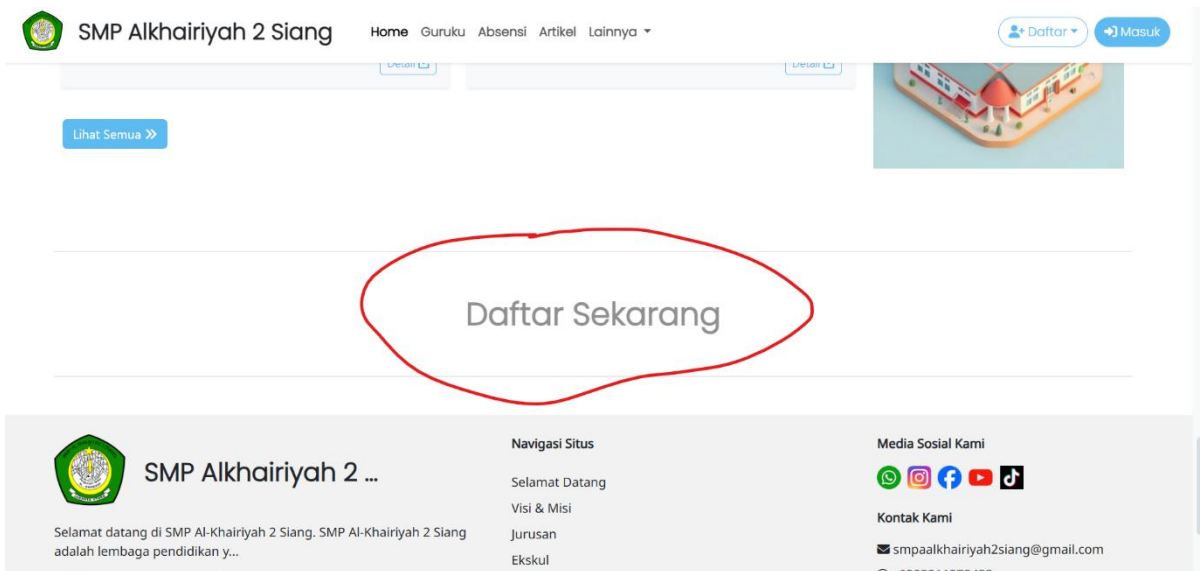 SMP Alkhairiyah 2 Siang Home Guruku Absensi Artikel Lainnya Daftar Masuk
Detail Detail
Lihat Semua
Daftar Sekarang
SMP Alkhairiyah 2 ...
Selamat datang di SMP Al-Khairiyah 2 Siang. SMP Al-Khairiyah 2 Siang
adalah lembaga pendidikan y...
Navigasi Situs
Selamat Datang
Visi & Misi
Jurusan
Ekskul
Media Sosial Kami
Kontak Kami
smpaalkhairiyah2siang@gmail.com